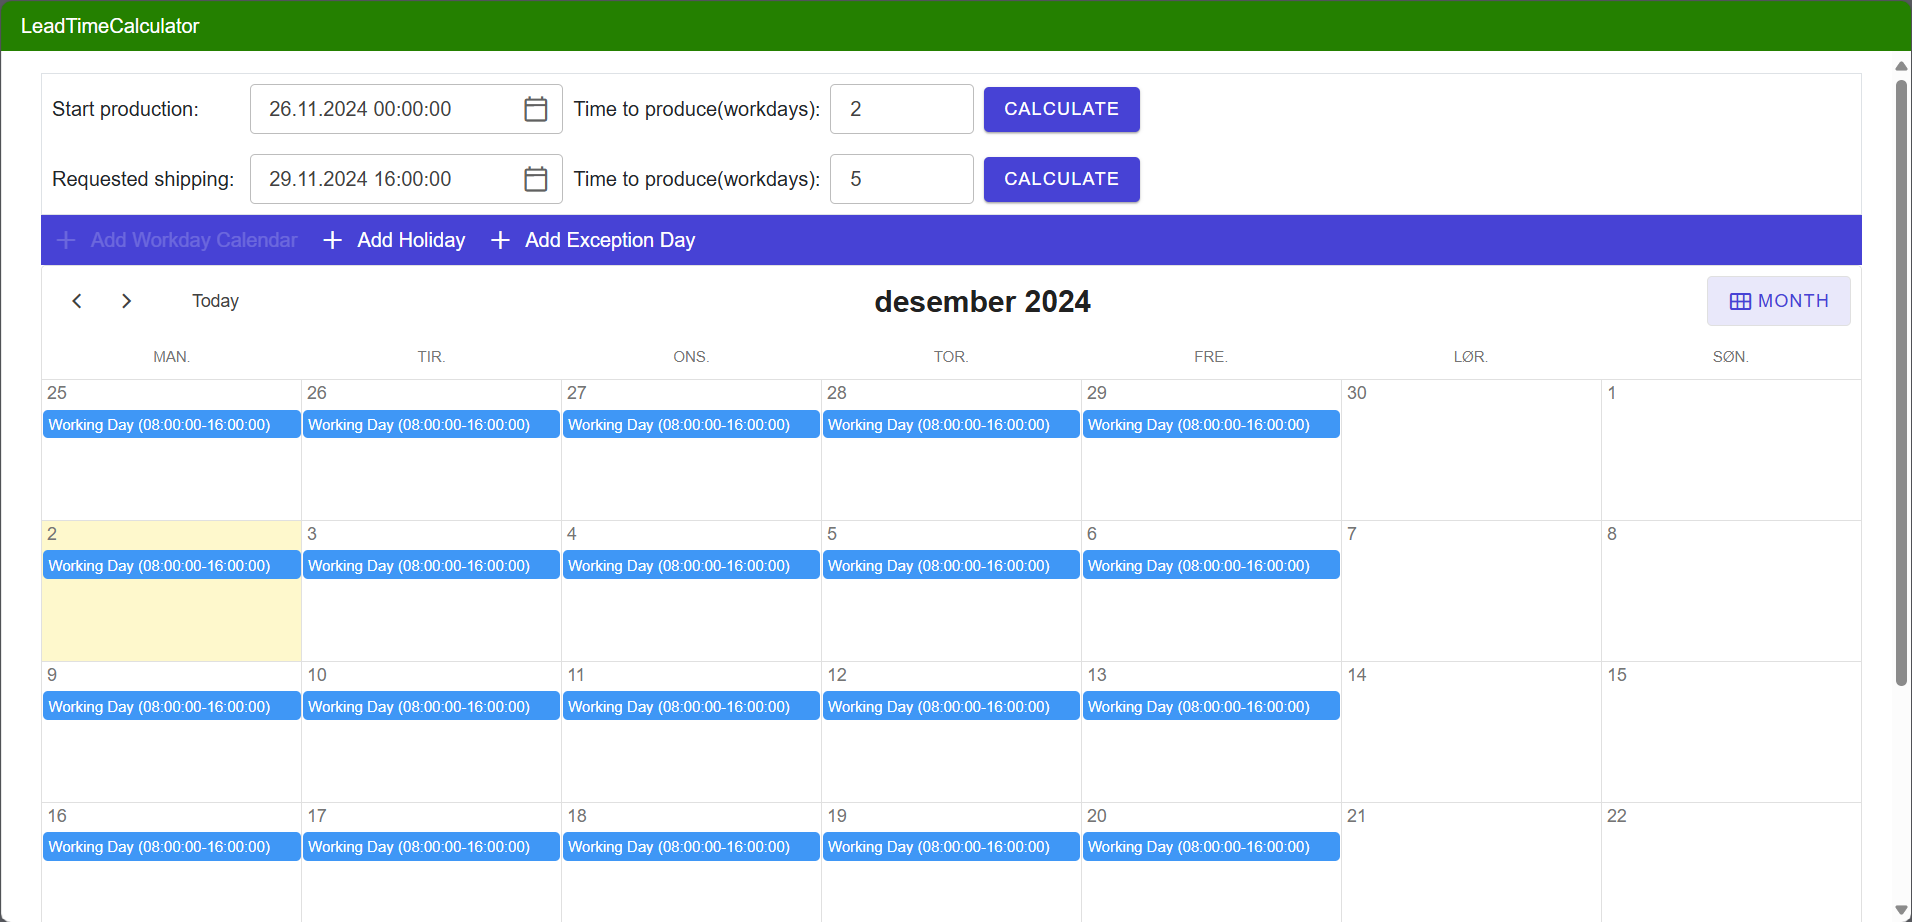 LeadTimeCalculator
Start production: 26.11.2024 00:00:00 Time to produce(workdays): 2 CALCULATE
Requested shipping: 29.11.2024 16:00:00 Time to produce(workdays): 5 CALCULATE
Add Workday Calendar Add Holiday Add Exception Day
Today desember 2024 MONTH
MAN. TIR. ONS. TOR. FRE. LØR. SØN.
25 26 27 28 29 30 1
Working Day (08:00:00-16:00:00) Working Day (08:00:00-16:00:00) Working Day (08:00:00-16:00:00) Working Day (08:00:00-16:00:00) Working Day (08:00:00-16:00:00)
2 3 4 5 6 7 8
Working Day (08:00:00-16:00:00) Working Day (08:00:00-16:00:00) Working Day (08:00:00-16:00:00) Working Day (08:00:00-16:00:00) Working Day (08:00:00-16:00:00)
9 10 11 12 13 14 15
Working Day (08:00:00-16:00:00) Working Day (08:00:00-16:00:00) Working Day (08:00:00-16:00:00) Working Day (08:00:00-16:00:00) Working Day (08:00:00-16:00:00)
16 17 18 19 20 21 22
Working Day (08:00:00-16:00:00) Working Day (08:00:00-16:00:00) Working Day (08:00:00-16:00:00) Working Day (08:00:00-16:00:00) Working Day (08:00:00-16:00:00)